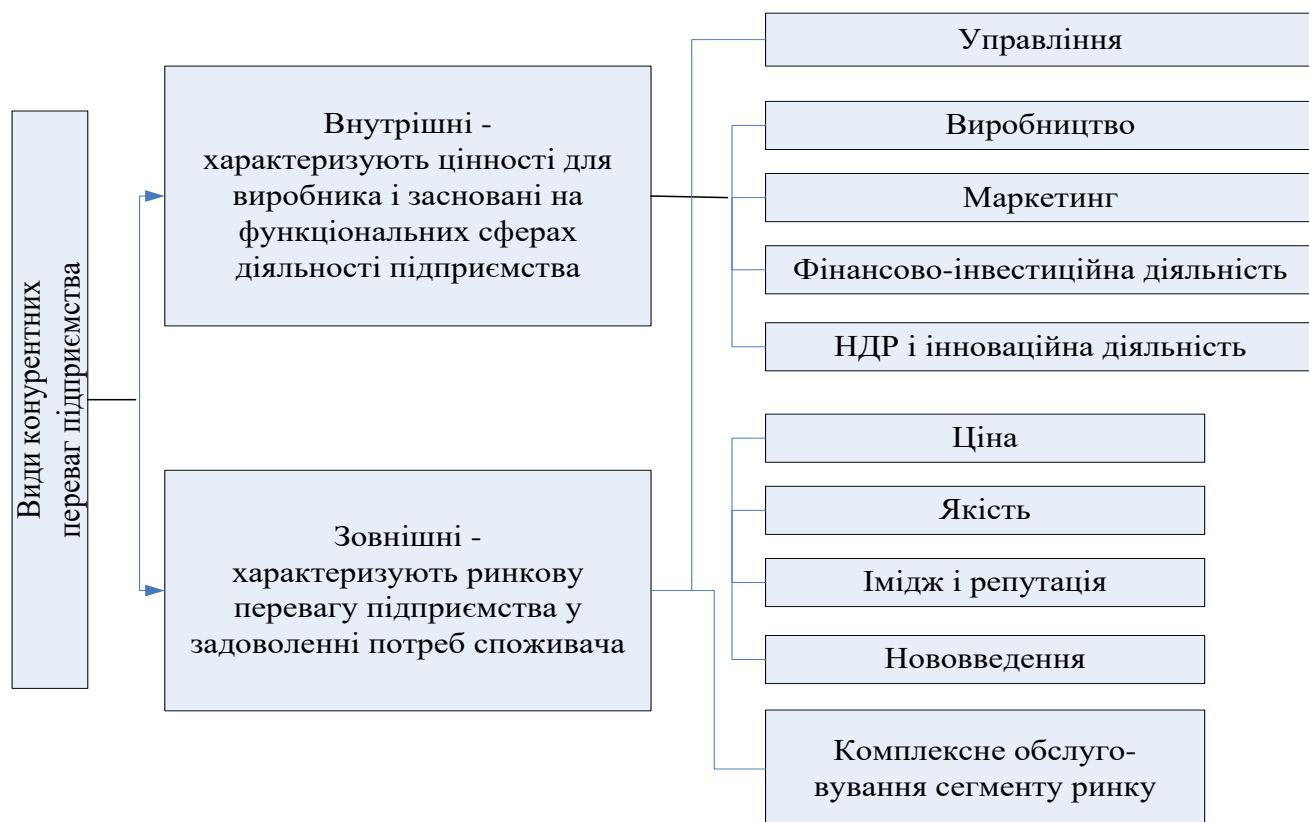 Види конурентних
переваг підприємства
Внутрішні -
характеризують цінності для
виробника і засновані на
функціональних сферах
діяльності підприємства
Зовнішні -
характеризують ринкову
перевагу підприємства у
задоволенні потреб споживача
Управління
Виробництво
Маркетинг
Фінансово-інвестиційна діяльність
НДР і інноваційна діяльність
Ціна
Якість
Імідж і репутація
Нововведення
Комплексне обслуго-
вування сегменту ринку